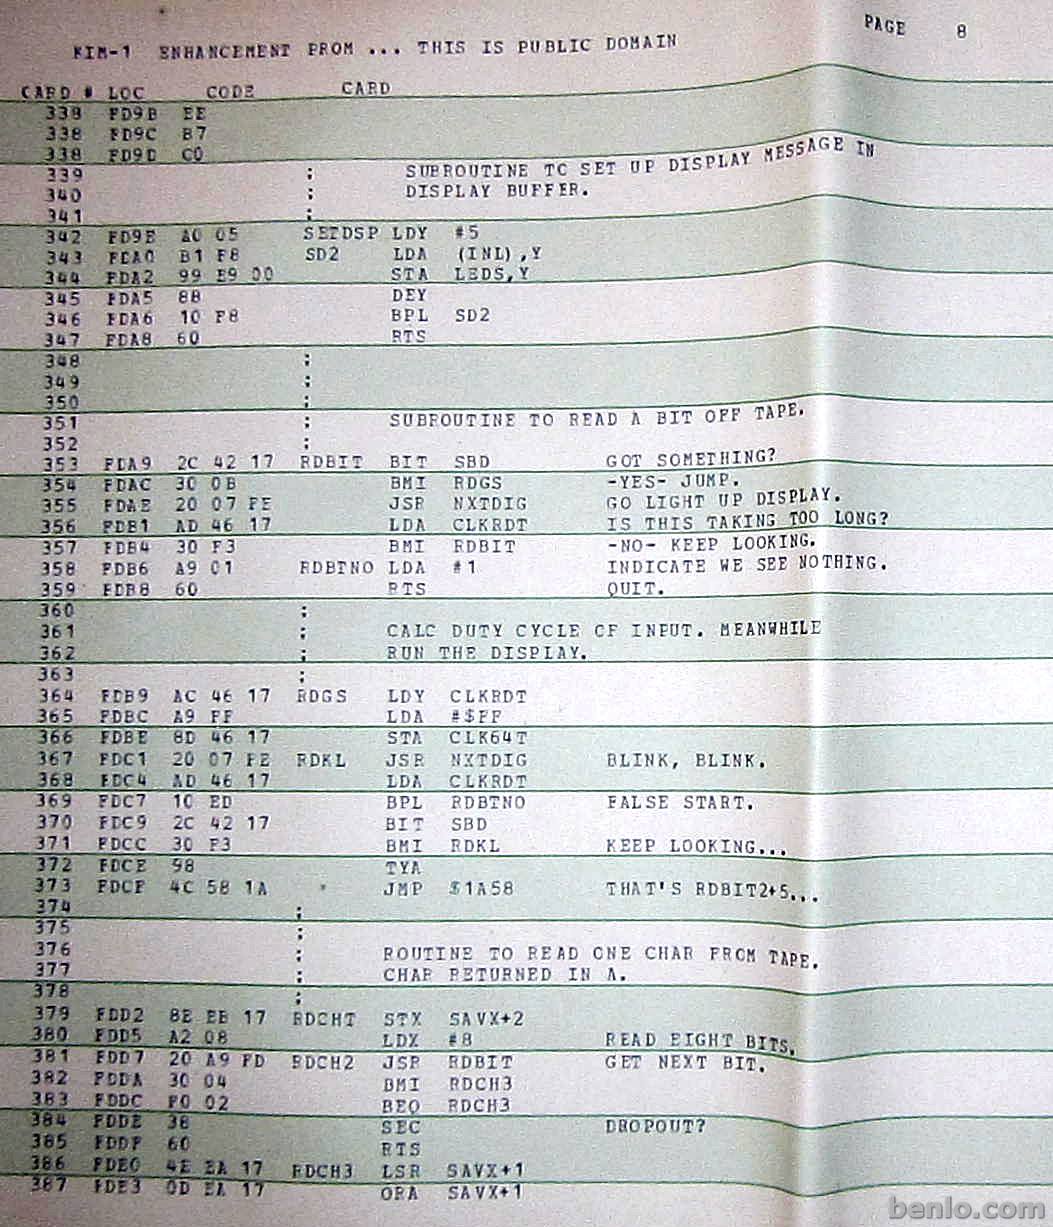 PAGE 8
KIM-1 ENHANCEMENT PROM ... THIS IS PUBLIC DOMAIN
CARD # LOC CODE CARD
338 FD9B EE
338 FD9C B7
338 FD9D C0
339 ; SUBROUTINE TO SET UP DISPLAY MESSAGE IN
340 ; DISPLAY BUFFER.
341 ;
342 FD9E A0 05 SETDSP LDY #5
343 FDA0 B1 F8 SD2 LDA (INL),Y
344 FDA2 99 E9 00 STA LEDS,Y
345 FDA5 88 DEY
346 FDA6 10 F8 BPL SD2
347 FDA8 60 RTS
348 ;
349 ;
350 ;
351 ; SUBROUTINE TO READ A BIT OFF TAPE.
352 ;
353 FDA9 2C 42 17 RDBIT BIT SBD GOT SOMETHING?
354 FDAC 30 0B BMI RDGS -YES- JUMP.
355 FDAE 20 07 FE JSR NXTDIG GO LIGHT UP DISPLAY.
356 FDB1 AD 46 17 LDA CLKRDT IS THIS TAKING TOO LONG?
357 FDB4 30 F3 BMI RDBIT -NO- KEEP LOOKING.
358 FDB6 A9 01 RDBTNO LDA #1 INDICATE WE SEE NOTHING.
359 FDB8 60 RTS QUIT.
360 ;
361 ; CALC DUTY CYCLE OF INPUT. MEANWHILE
362 ; RUN THE DISPLAY.
363 ;
364 FDB9 AC 46 17 RDGS LDY CLKRDT
365 FDBC A9 FF LDA #$FF
366 FDBE 8D 46 17 STA CLK64T
367 FDC1 20 07 FE RDKL JSR NXTDIG BLINK, BLINK.
368 FDC4 AD 46 17 LDA CLKRDT
369 FDC7 10 ED BPL RDBTNO FALSE START.
370 FDC9 2C 42 17 BIT SBD
371 FDCC 30 F3 BMI RDKL KEEP LOOKING...
372 FDCE 98 TYA
373 FDCF 4C 58 1A JMP $1A58 THAT'S RDBIT2+5...
374 ;
375 ;
376 ; ROUTINE TO READ ONE CHAR FROM TAPE.
377 ; CHAR RETURNED IN A.
378 ;
379 FDD2 8E EB 17 RDCHT STX SAVX+2
380 FDD5 A2 08 LDX #8 READ EIGHT BITS.
381 FDD7 20 A9 FD RDCH2 JSR RDBIT GET NEXT BIT.
382 FDDA 30 04 BMI RDCH3
383 FDDC F0 02 BEQ RDCH3
384 FDDE 38 SEC DROPOUT?
385 FDDF 60 RTS
386 FDE0 4E EA 17 RDCH3 LSR SAVX+1
387 FDE3 0D EA 17 ORA SAVX+1
benlo.com